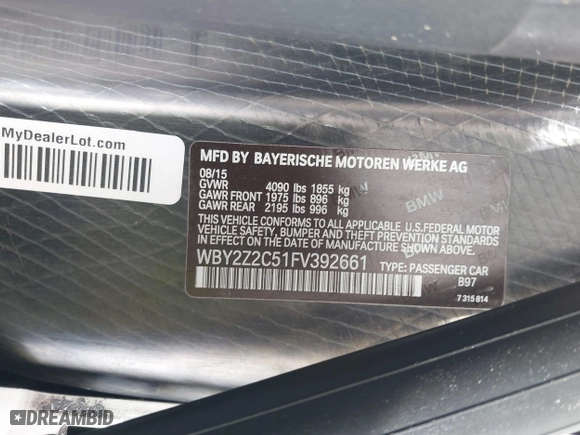 MyDealerLot.com
MFD BY BAYERISCHE MOTOREN WERKE AG
08/15
GVWR 4090 lbs 1855 kg
GAWR FRONT 1975 lbs 896 kg
GAWR REAR 2195 lbs 996 kg
THIS VEHICLE CONFORMS TO ALL APPLICABLE U.S.FEDERAL MOTOR
VEHICLE SAFETY, BUMPER AND THEFT PREVENTION STANDARDS
IN EFFECT ON THE DATE OF MANUFACTURE SHOWN ABOVE.
WBY2Z2C51FV392661 TYPE: PASSENGER CAR
B97
7 315 814
BMW
BMW
BMW
DREAMBID